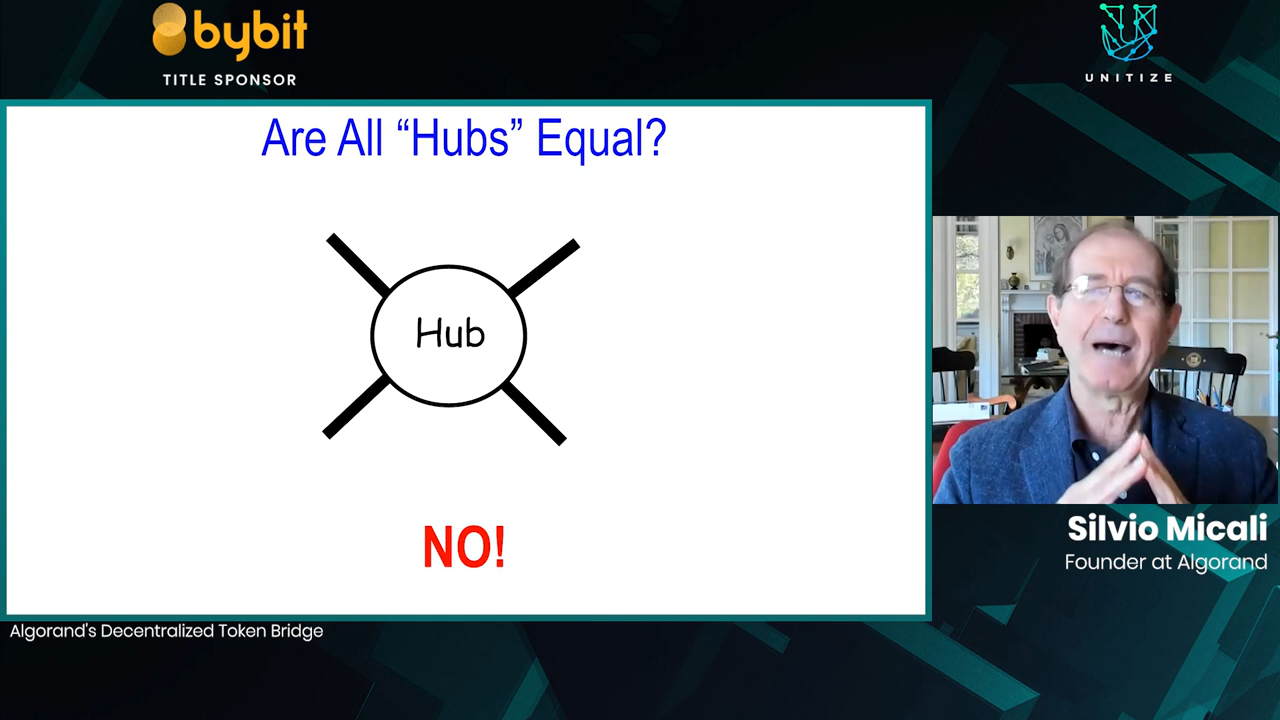 bybit
TITLE SPONSOR
UNITIZE
Are All “Hubs” Equal?
Hub
NO!
Silvio Micali
Founder at Algorand
Algorand's Decentralized Token Bridge